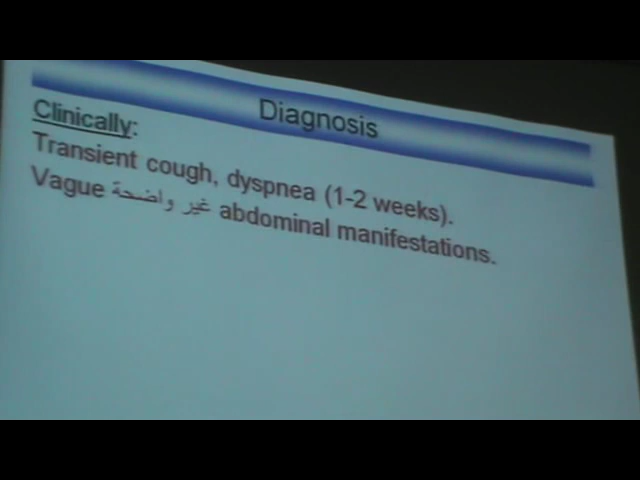 Diagnosis
Clinically:
Transient cough, dyspnea (1-2 weeks).
Vague غير واضحة abdominal manifestations.